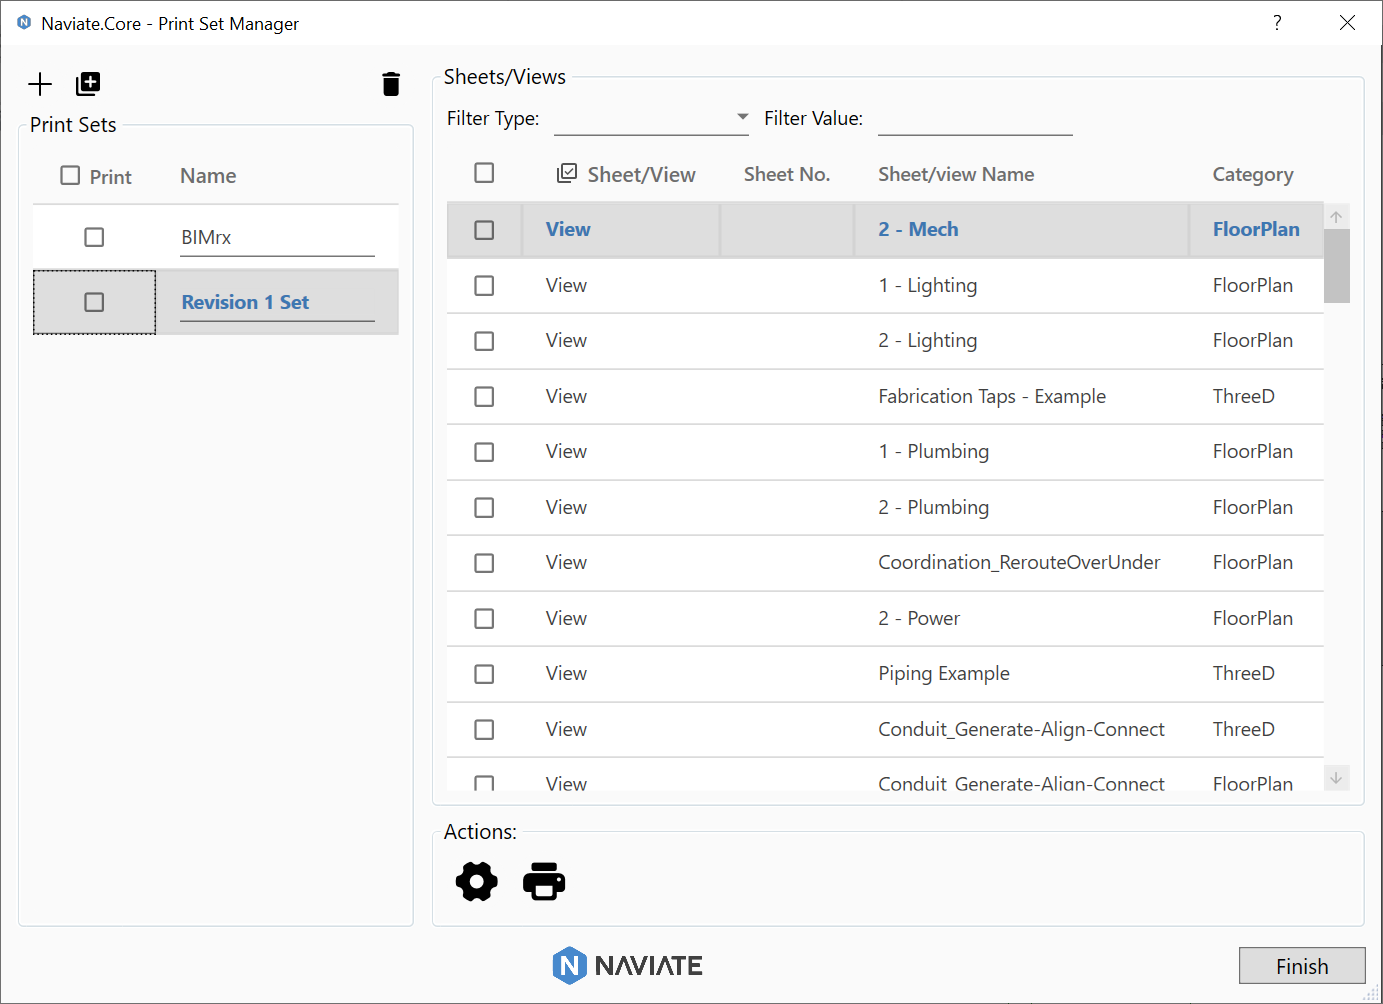 Naviate.Core - Print Set Manager
?
Print Sets
Print Name
BIMrx
Revision 1 Set
Sheets/Views
Filter Type: Filter Value:
Sheet/View Sheet No. Sheet/view Name Category
View 2 - Mech FloorPlan
View 1 - Lighting FloorPlan
View 2 - Lighting FloorPlan
View Fabrication Taps - Example ThreeD
View 1 - Plumbing FloorPlan
View 2 - Plumbing FloorPlan
View Coordination_RerouteOverUnder FloorPlan
View 2 - Power FloorPlan
View Piping Example ThreeD
View Conduit_Generate-Align-Connect ThreeD
View Conduit_Generate-Align-Connect FloorPlan
Actions:
N NAVIATE
Finish